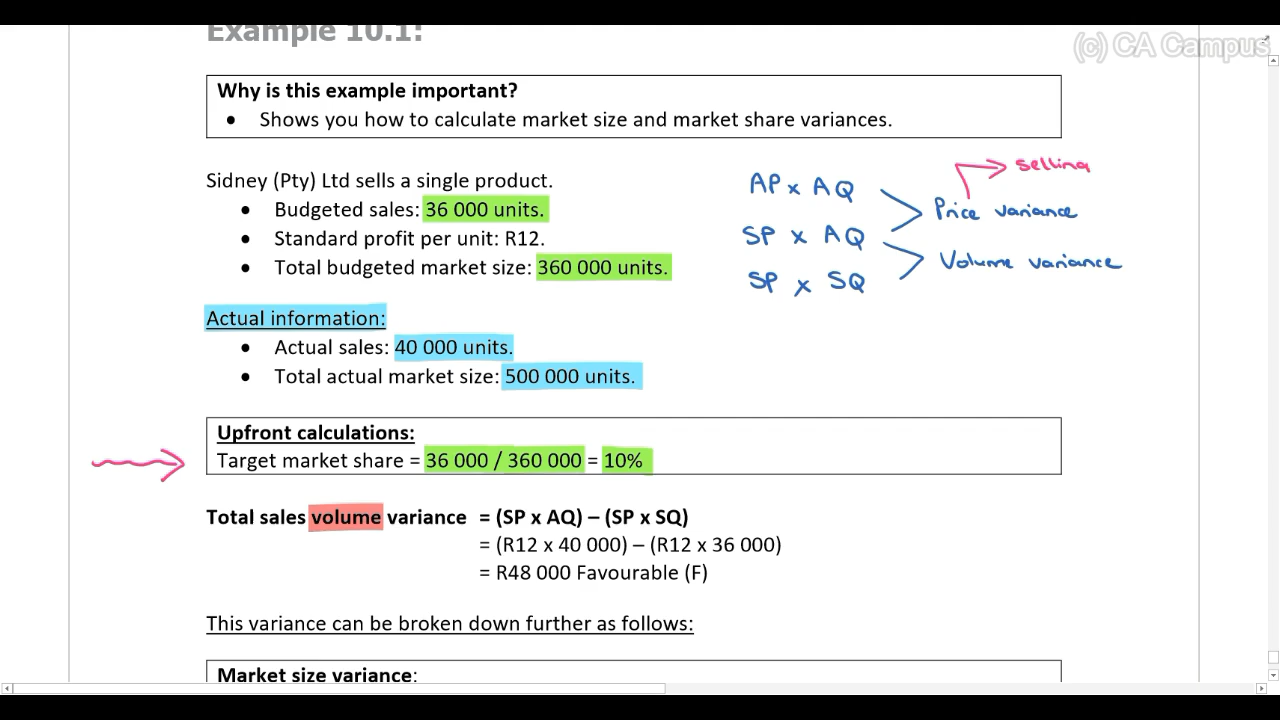 Example 10.1:
(c) CA Campus
Why is this example important?
• Shows you how to calculate market size and market share variances.
Sidney (Pty) Ltd sells a single product.
• Budgeted sales: 36 000 units.
• Standard profit per unit: R12.
• Total budgeted market size: 360 000 units.
selling
AP x AQ
Price variance
SP x AQ
Volume variance
SP x SQ
Actual information:
• Actual sales: 40 000 units.
• Total actual market size: 500 000 units.
Upfront calculations:
Target market share = 36 000 / 360 000 = 10%
Total sales volume variance = (SP x AQ) – (SP x SQ)
= (R12 x 40 000) – (R12 x 36 000)
= R48 000 Favourable (F)
This variance can be broken down further as follows:
Market size variance: